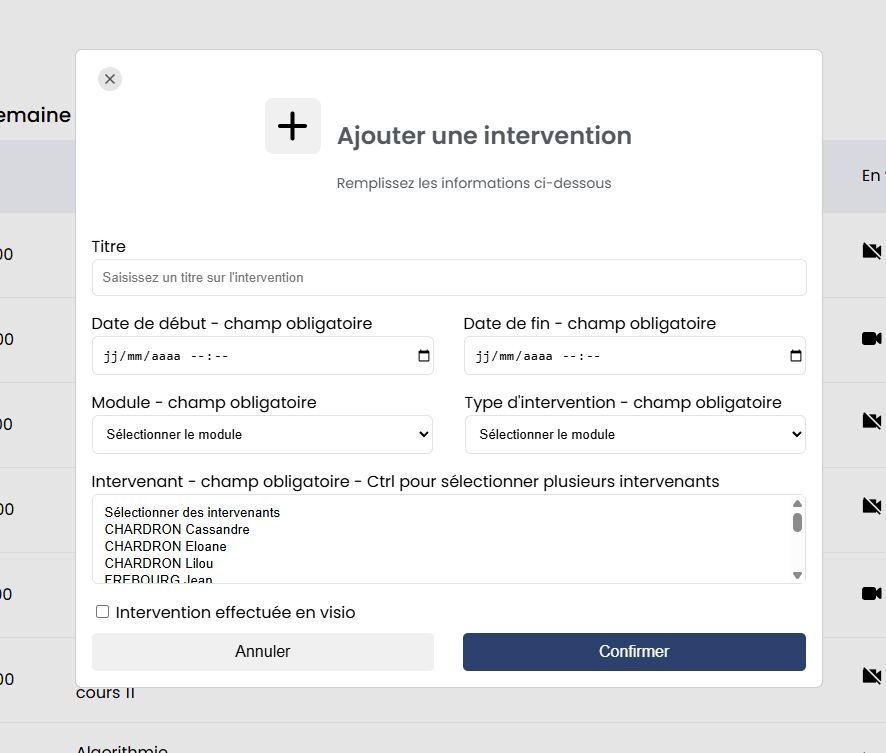 emaine
Ajouter une intervention
Remplissez les informations ci-dessous
En
Titre
00
Saisissez un titre sur l'intervention
Date de début - champ obligatoire Date de fin - champ obligatoire
00
jj/mm/aaaa --:-- jj/mm/aaaa --:--
Module - champ obligatoire Type d'intervention - champ obligatoire
00
Sélectionner le module Sélectionner le module
Intervenant - champ obligatoire - Ctrl pour sélectionner plusieurs intervenants
00
Sélectionner des intervenants
CHARDRON Cassandre
CHARDRON Eloane
CHARDRON Lilou
FREBOURG Jean
00
Intervention effectuée en visio
Annuler Confirmer
00
cours 11
Algorithmie